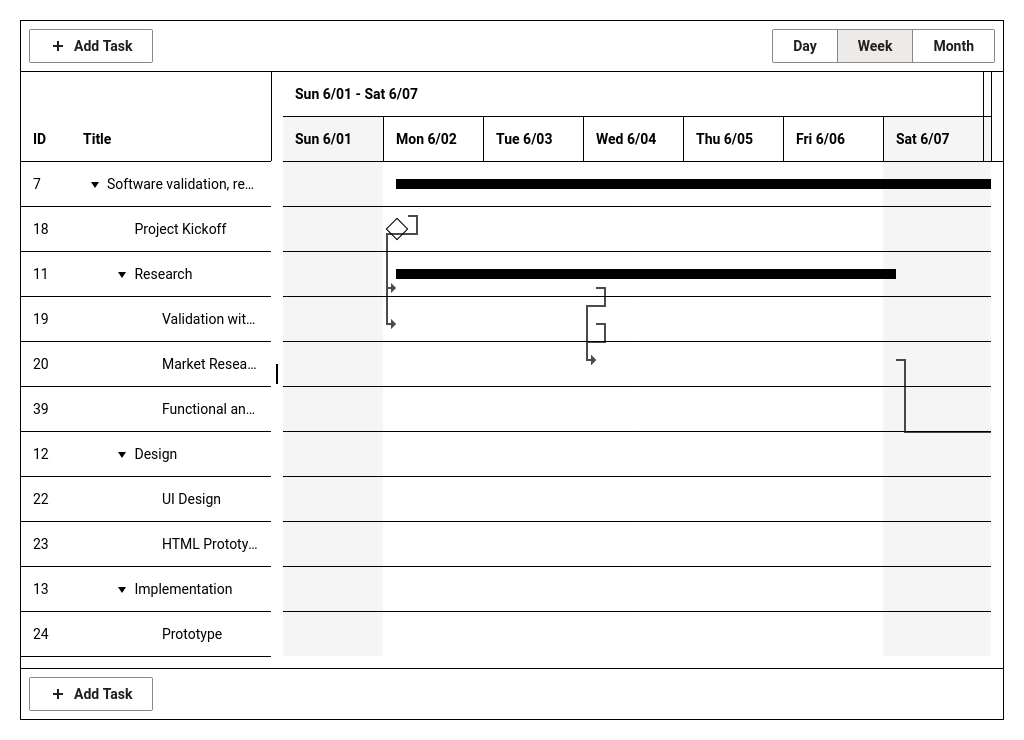 Add Task
Day Week Month
Sun 6/01 - Sat 6/07
ID Title Sun 6/01 Mon 6/02 Tue 6/03 Wed 6/04 Thu 6/05 Fri 6/06 Sat 6/07
7 Software validation, re...
18 Project Kickoff
11 Research
19 Validation wit...
20 Market Resea...
39 Functional an...
12 Design
22 UI Design
23 HTML Prototy...
13 Implementation
24 Prototype
Add Task